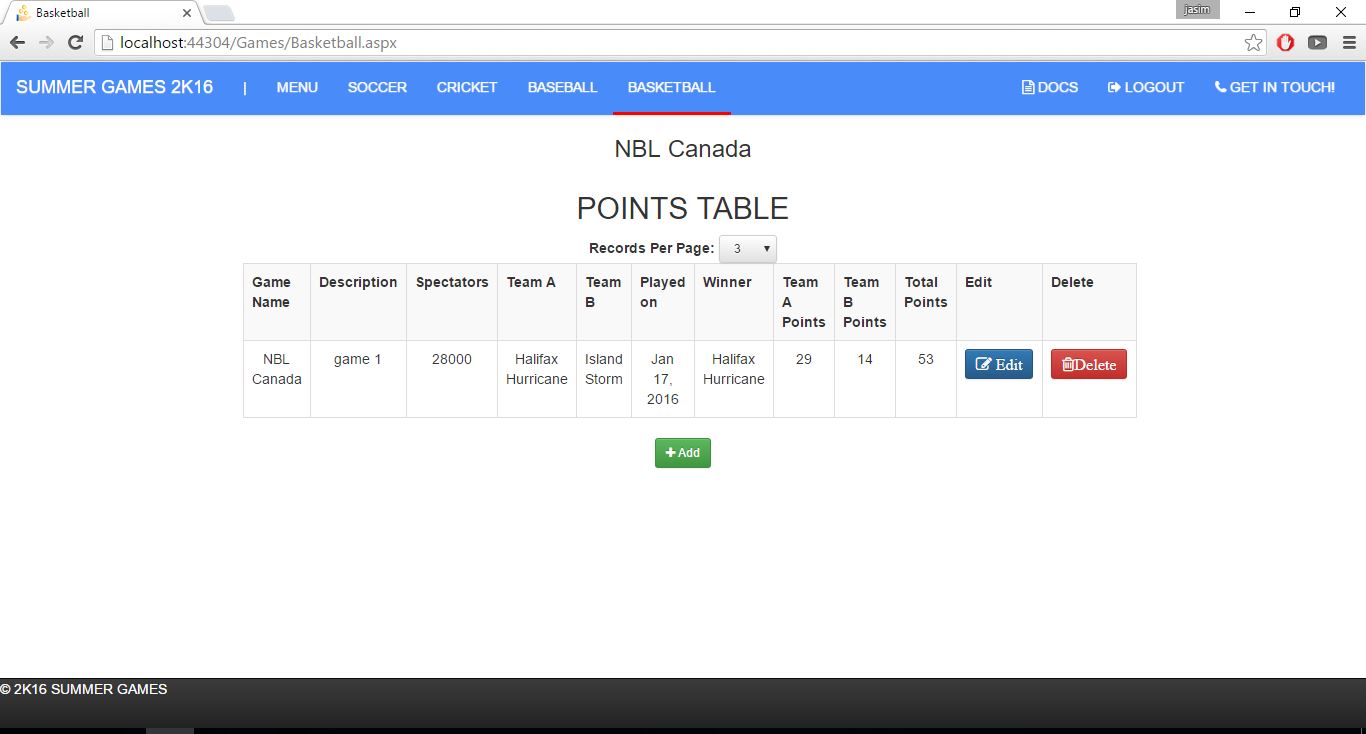 Basketball
jasim
localhost:44304/Games/Basketball.aspx
SUMMER GAMES 2K16 | MENU SOCCER CRICKET BASEBALL BASKETBALL DOCS LOGOUT GET IN TOUCH!
NBL Canada
POINTS TABLE
Records Per Page: 3
Game Name Description Spectators Team A Team B Played on Winner Team A Points Team B Points Total Points Edit Delete
NBL Canada game 1 28000 Halifax Hurricane Island Storm Jan 17, 2016 Halifax Hurricane 29 14 53 Edit Delete
Add
© 2K16 SUMMER GAMES